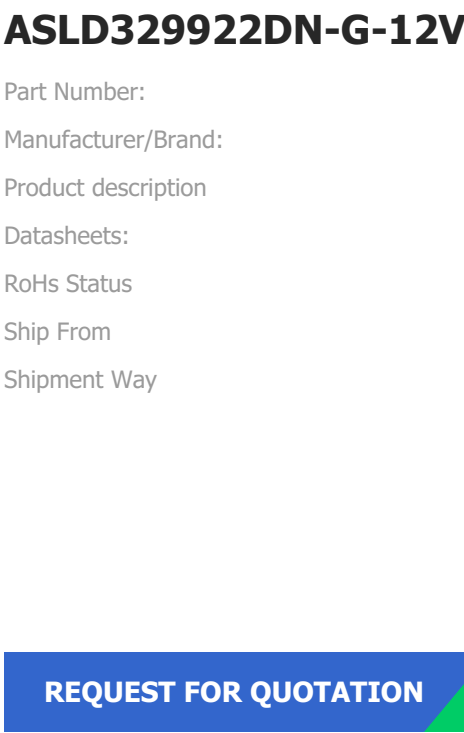 ASLD329922DN-G-12V
Part Number:
Manufacturer/Brand:
Product description
Datasheets:
RoHs Status
Ship From
Shipment Way
REQUEST FOR QUOTATION